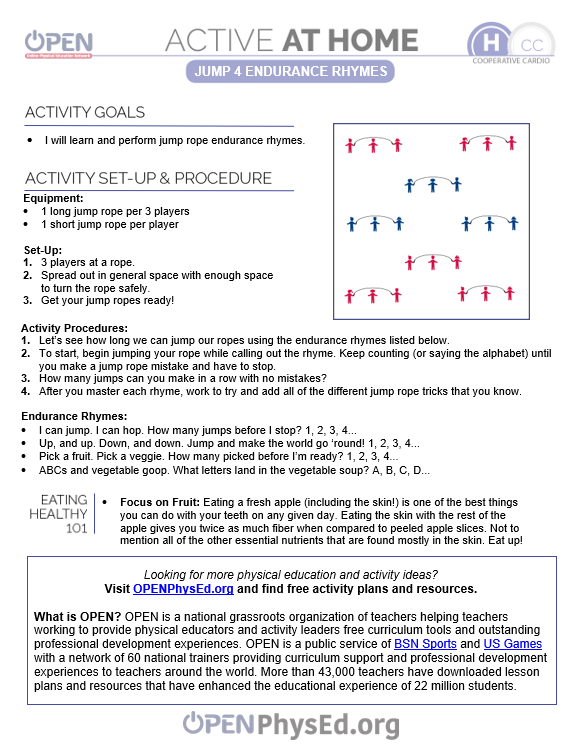 OPEN
Online Physical Education Network
ACTIVE AT HOME
H CC
COOPERATIVE CARDIO
JUMP 4 ENDURANCE RHYMES
ACTIVITY GOALS
• I will learn and perform jump rope endurance rhymes.
ACTIVITY SET-UP & PROCEDURE
Equipment:
• 1 long jump rope per 3 players
• 1 short jump rope per player
Set-Up:
1. 3 players at a rope.
2. Spread out in general space with enough space
to turn the rope safely.
3. Get your jump ropes ready!
Activity Procedures:
1. Let's see how long we can jump our ropes using the endurance rhymes listed below.
2. To start, begin jumping your rope while calling out the rhyme. Keep counting (or saying the alphabet) until
you make a jump rope mistake and have to stop.
3. How many jumps can you make in a row with no mistakes?
4. After you master each rhyme, work to try and add all of the different jump rope tricks that you know.
Endurance Rhymes:
• I can jump. I can hop. How many jumps before I stop? 1, 2, 3, 4...
• Up, and up. Down, and down. Jump and make the world go 'round! 1, 2, 3, 4...
• Pick a fruit. Pick a veggie. How many picked before I'm ready? 1, 2, 3, 4...
• ABCs and vegetable goop. What letters land in the vegetable soup? A, B, C, D...
EATING
HEALTHY
101
• Focus on Fruit: Eating a fresh apple (including the skin!) is one of the best things
you can do with your teeth on any given day. Eating the skin with the rest of the
apple gives you twice as much fiber when compared to peeled apple slices. Not to
mention all of the other essential nutrients that are found mostly in the skin. Eat up!
Looking for more physical education and activity ideas?
Visit OPENPhysEd.org and find free activity plans and resources.
What is OPEN? OPEN is a national grassroots organization of teachers helping teachers
working to provide physical educators and activity leaders free curriculum tools and outstanding
professional development experiences. OPEN is a public service of BSN Sports and US Games
with a network of 60 national trainers providing curriculum support and professional development
experiences to teachers around the world. More than 43,000 teachers have downloaded lesson
plans and resources that have enhanced the educational experience of 22 million students.
OPENPhysEd.org